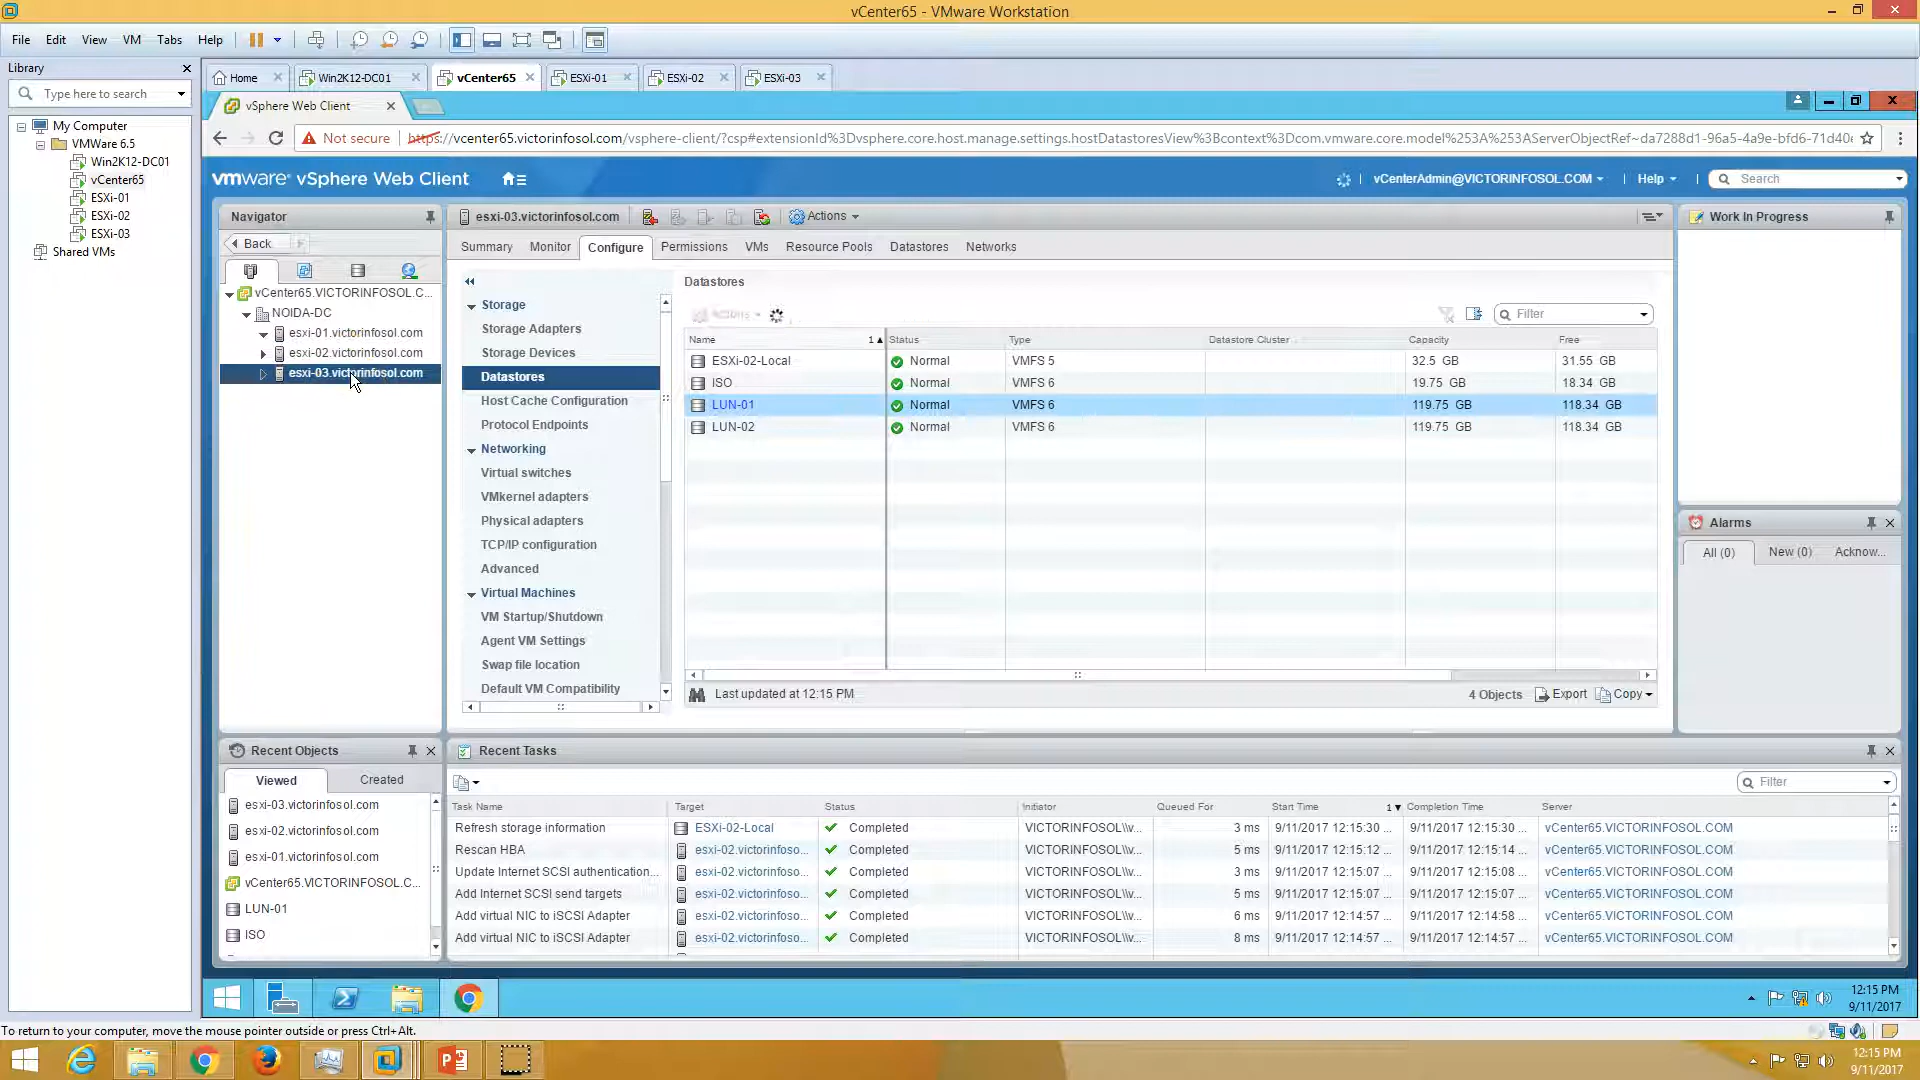 vCenter65 - VMware Workstation
File Edit View VM Tabs Help
Library
Type here to search
My Computer
VMWare 6.5
Win2K12-DC01
vCenter65
ESXi-01
ESXi-02
ESXi-03
Shared VMs
Home Win2K12-DC01 vCenter65 ESXi-01 ESXi-02 ESXi-03
vSphere Web Client
Not secure https://vcenter65.victorinfosol.com/vsphere-client/?csp#extensionId%3Dvsphere.core.host.manage.settings.hostDatastoresView%3Bcontext%3Dcom.vmware.core.model%253A%253AServerObjectRef~da7288d1-96a5-4a9e-bfd6-71d40e
vmware® vSphere Web Client
vCenterAdmin@VICTORINFOSOL.COM Help Search
Navigator
Back
vCenter65.VICTORINFOSOL.C...
NOIDA-DC
esxi-01.victorinfosol.com
esxi-02.victorinfosol.com
esxi-03.victorinfosol.com
esxi-03.victorinfosol.com Actions
Summary Monitor Configure Permissions VMs Resource Pools Datastores Networks
Storage
Storage Adapters
Storage Devices
Datastores
Host Cache Configuration
Protocol Endpoints
Networking
Virtual switches
VMkernel adapters
Physical adapters
TCP/IP configuration
Advanced
Virtual Machines
VM Startup/Shutdown
Agent VM Settings
Swap file location
Default VM Compatibility
Datastores
Actions Filter
Name 1 Status Type Datastore Cluster Capacity Free
ESXi-02-Local Normal VMFS 5 32.5 GB 31.55 GB
ISO Normal VMFS 6 19.75 GB 18.34 GB
LUN-01 Normal VMFS 6 119.75 GB 118.34 GB
LUN-02 Normal VMFS 6 119.75 GB 118.34 GB
Last updated at 12:15 PM 4 Objects Export Copy
Work In Progress
Alarms
All (0) New (0) Acknow...
Recent Objects
Viewed Created
esxi-03.victorinfosol.com
esxi-02.victorinfosol.com
esxi-01.victorinfosol.com
vCenter65.VICTORINFOSOL.C...
LUN-01
ISO
Recent Tasks
Filter
Task Name Target Status Initiator Queued For Start Time 1 Completion Time Server
Refresh storage information ESXi-02-Local Completed VICTORINFOSOL\\v... 3 ms 9/11/2017 12:15:30 ... 9/11/2017 12:15:30 ... vCenter65.VICTORINFOSOL.COM
Rescan HBA esxi-02.victorinfoso... Completed VICTORINFOSOL\\v... 5 ms 9/11/2017 12:15:12 ... 9/11/2017 12:15:14 ... vCenter65.VICTORINFOSOL.COM
Update Internet SCSI authentication... esxi-02.victorinfoso... Completed VICTORINFOSOL\\v... 3 ms 9/11/2017 12:15:07 ... 9/11/2017 12:15:08 ... vCenter65.VICTORINFOSOL.COM
Add Internet SCSI send targets esxi-02.victorinfoso... Completed VICTORINFOSOL\\v... 5 ms 9/11/2017 12:15:07 ... 9/11/2017 12:15:07 ... vCenter65.VICTORINFOSOL.COM
Add virtual NIC to iSCSI Adapter esxi-02.victorinfoso... Completed VICTORINFOSOL\\v... 6 ms 9/11/2017 12:14:57 ... 9/11/2017 12:14:58 ... vCenter65.VICTORINFOSOL.COM
Add virtual NIC to iSCSI Adapter esxi-02.victorinfoso... Completed VICTORINFOSOL\\v... 8 ms 9/11/2017 12:14:57 ... 9/11/2017 12:14:57 ... vCenter65.VICTORINFOSOL.COM
12:15 PM
9/11/2017
To return to your computer, move the mouse pointer outside or press Ctrl+Alt.
12:15 PM
9/11/2017